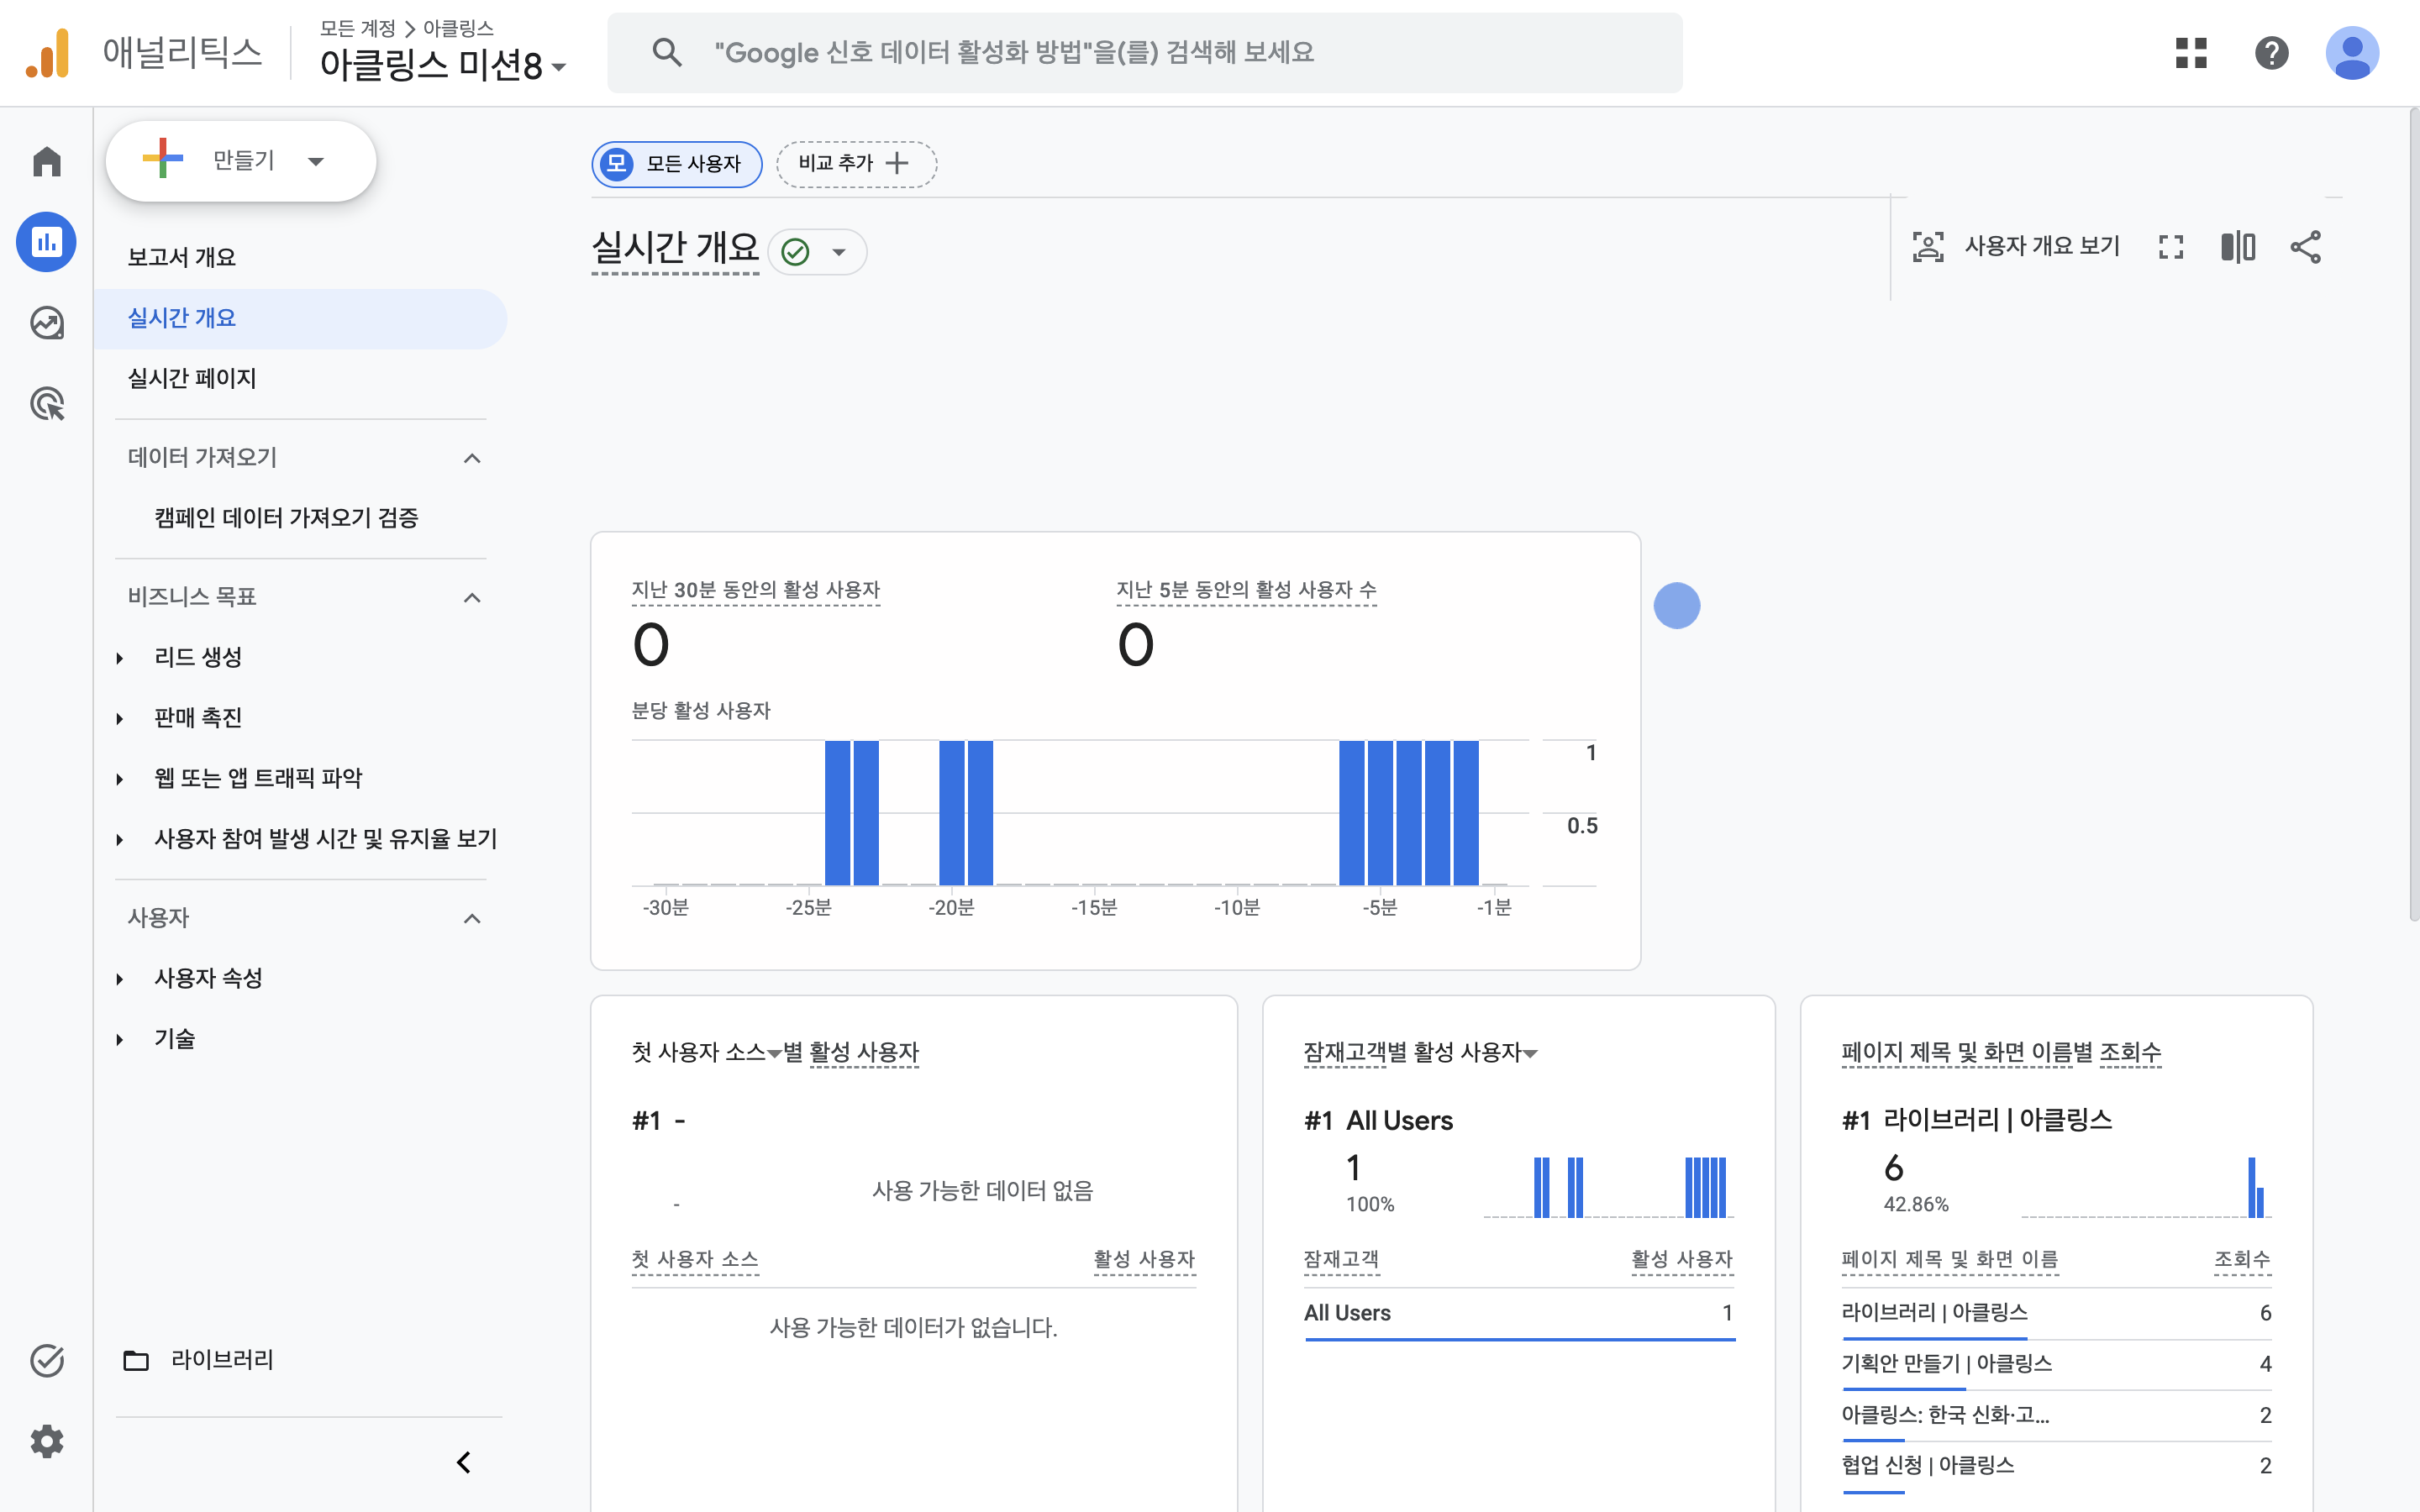 애널리틱스
모든 계정 > 아클링스
아클링스 미션8
"Google 신호 데이터 활성화 방법"을(를) 검색해 보세요
만들기
보고서 개요
실시간 개요
실시간 페이지
데이터 가져오기
캠페인 데이터 가져오기 검증
비즈니스 목표
리드 생성
판매 촉진
웹 또는 앱 트래픽 파악
사용자 참여 발생 시간 및 유지율 보기
사용자
사용자 속성
기술
라이브러리
모 모든 사용자
비교 추가 +
실시간 개요
사용자 개요 보기
지난 30분 동안의 활성 사용자
0
지난 5분 동안의 활성 사용자 수
0
분당 활성 사용자
1
0.5
-30분 -25분 -20분 -15분 -10분 -5분 -1분
첫 사용자 소스별 활성 사용자
#1 -
-
사용 가능한 데이터 없음
첫 사용자 소스 활성 사용자
사용 가능한 데이터가 없습니다.
잠재고객별 활성 사용자
#1 All Users
1
100%
잠재고객 활성 사용자
All Users 1
페이지 제목 및 화면 이름별 조회수
#1 라이브러리 | 아클링스
6
42.86%
페이지 제목 및 화면 이름 조회수
라이브러리 | 아클링스 6
기획안 만들기 | 아클링스 4
아클링스: 한국 신화·고... 2
협업 신청 | 아클링스 2